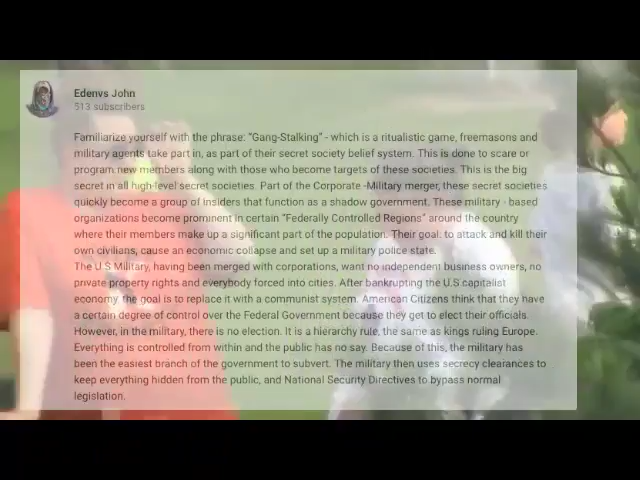 Edenvs John
513 subscribers
Familiarize yourself with the phrase: "Gang-Stalking" - which is a ritualistic game, freemasons and
military agents take part in, as part of their secret society belief system. This is done to scare or
program new members along with those who become targets of these societies. This is the big
secret in all high-level secret societies. Part of the Corporate -Military merger, these secret societies
quickly become a group of insiders that function as a shadow government. These military - based
organizations become prominent in certain "Federally Controlled Regions" around the country
where their members make up a significant part of the population. Their goal: to attack and kill their
own civilians, cause an economic collapse and set up a military police state.
The U S Military, having been merged with corporations, want no independent business owners, no
private property rights and everybody forced into cities. After bankrupting the U.S capitalist
economy, the goal is to replace it with a communist system. American Citizens think that they have
a certain degree of control over the Federal Government because they get to elect their officials.
However, in the military, there is no election. It is a hierarchy rule, the same as kings ruling Europe.
Everything is controlled from within and the public has no say. Because of this, the military has
been the easiest branch of the government to subvert. The military then uses secrecy clearances to
keep everything hidden from the public, and National Security Directives to bypass normal
legislation.